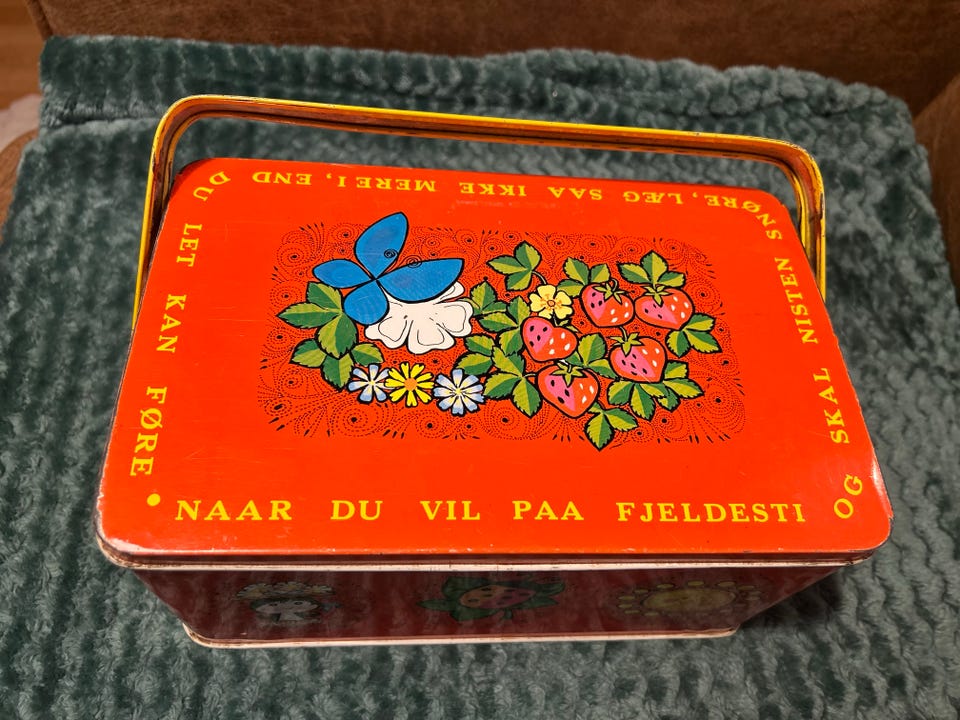 NAAR DU VIL PAA FJELDESTI
OG SKAL NISTEN SNØRE,
LÆG SAA IKKE MERE I, END
DU LET KAN FØRE •